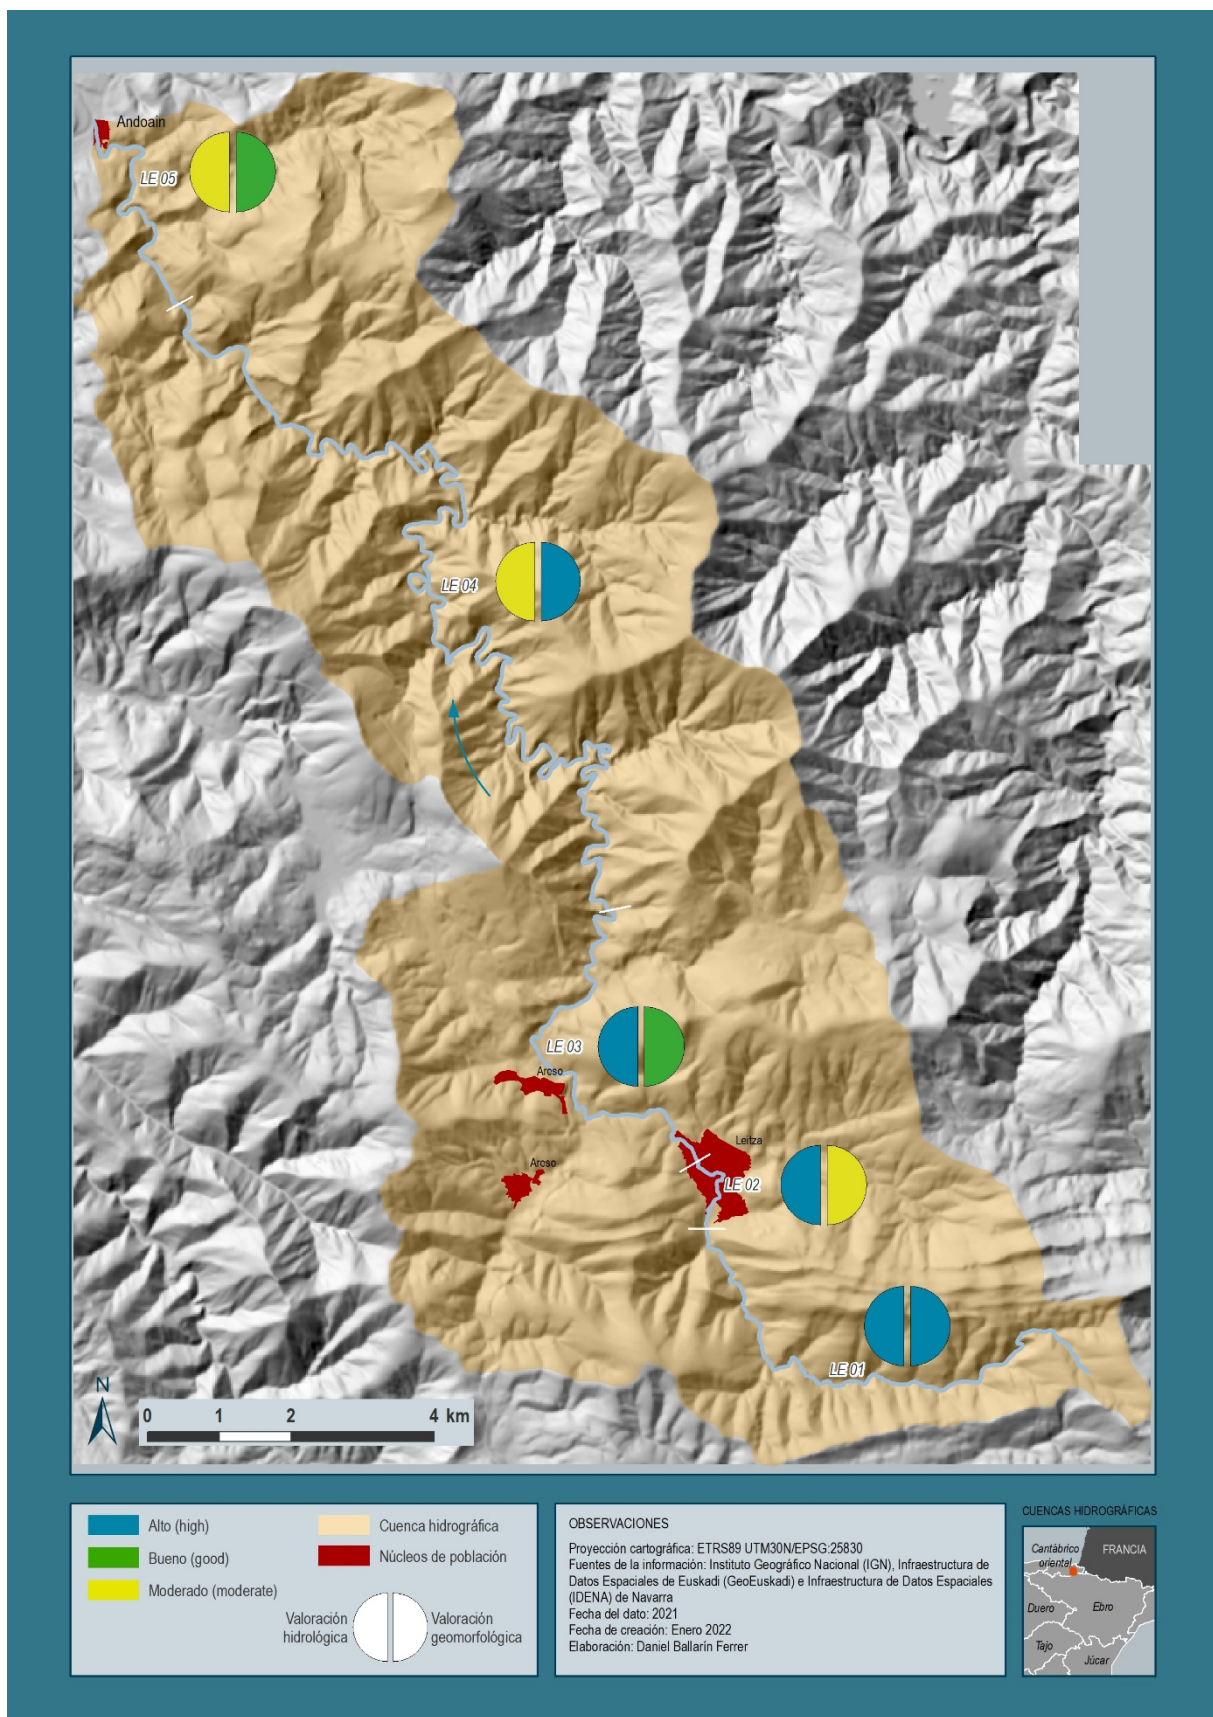 Andoain
LE 05
LE 04
LE 03
Aroso
Leitza
Aroso
LE 02
LE 01
N
0 1 2 4 km
Alto (high)
Bueno (good)
Moderado (moderate)
Cuenca hidrográfica
Núcleos de población
Valoración
hidrológica
Valoración
geomorfológica
OBSERVACIONES
Proyección cartográfica: ETRS89 UTM30N/EPSG:25830
Fuentes de la información: Instituto Geográfico Nacional (IGN), Infraestructura de
Datos Espaciales de Euskadi (GeoEuskadi) e Infraestructura de Datos Espaciales
(IDENA) de Navarra
Fecha del dato: 2021
Fecha de creación: Enero 2022
Elaboración: Daniel Ballarín Ferrer
CUENCAS HIDROGRÁFICAS
Cantábrico
oriental
FRANCIA
Duero
Ebro
Tajo
Júcar